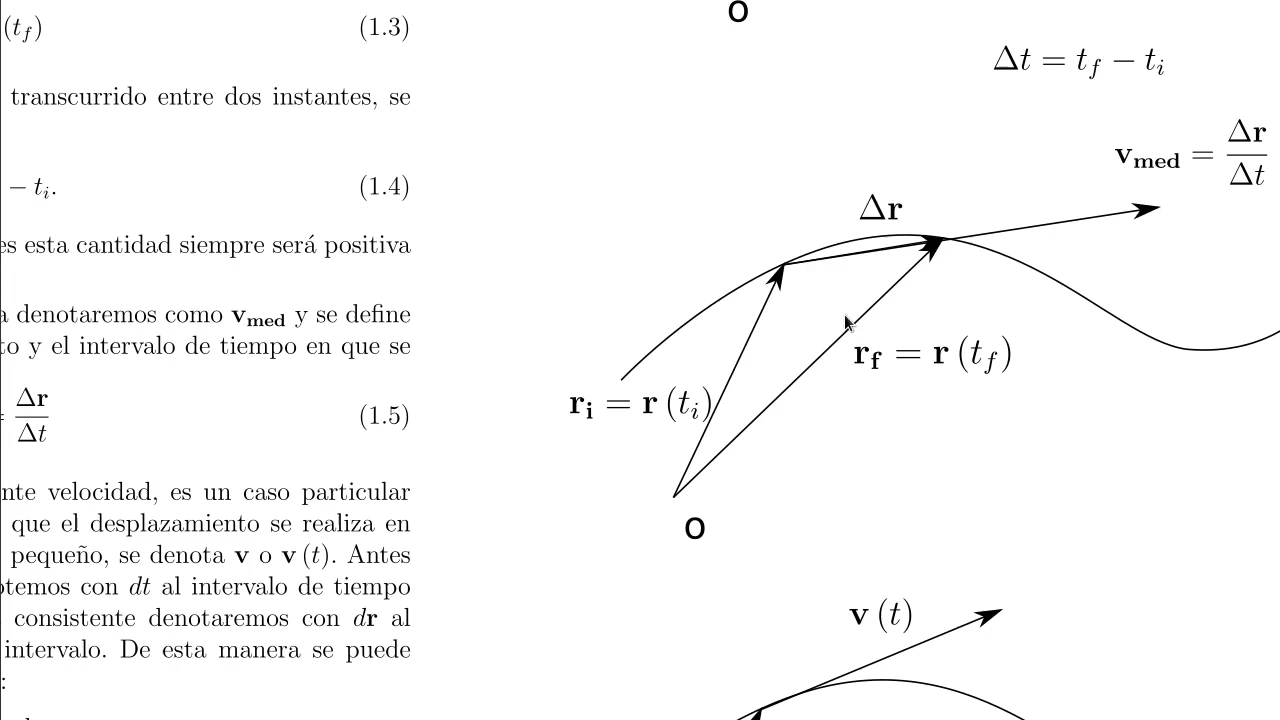 (t_f) (1.3)
transcurrido entre dos instantes, se
− t_i. (1.4)
es esta cantidad siempre será positiva
a denotaremos como v_med y se define
to y el intervalo de tiempo en que se
= Δr/Δt (1.5)
nte velocidad, es un caso particular
que el desplazamiento se realiza en
pequeño, se denota v o v (t). Antes
otemos con dt al intervalo de tiempo
consistente denotaremos con dr al
intervalo. De esta manera se puede
:
O
Δt = t_f − t_i
v_med = Δr/Δt
Δr
r_f = r (t_f)
r_i = r (t_i)
O
v (t)